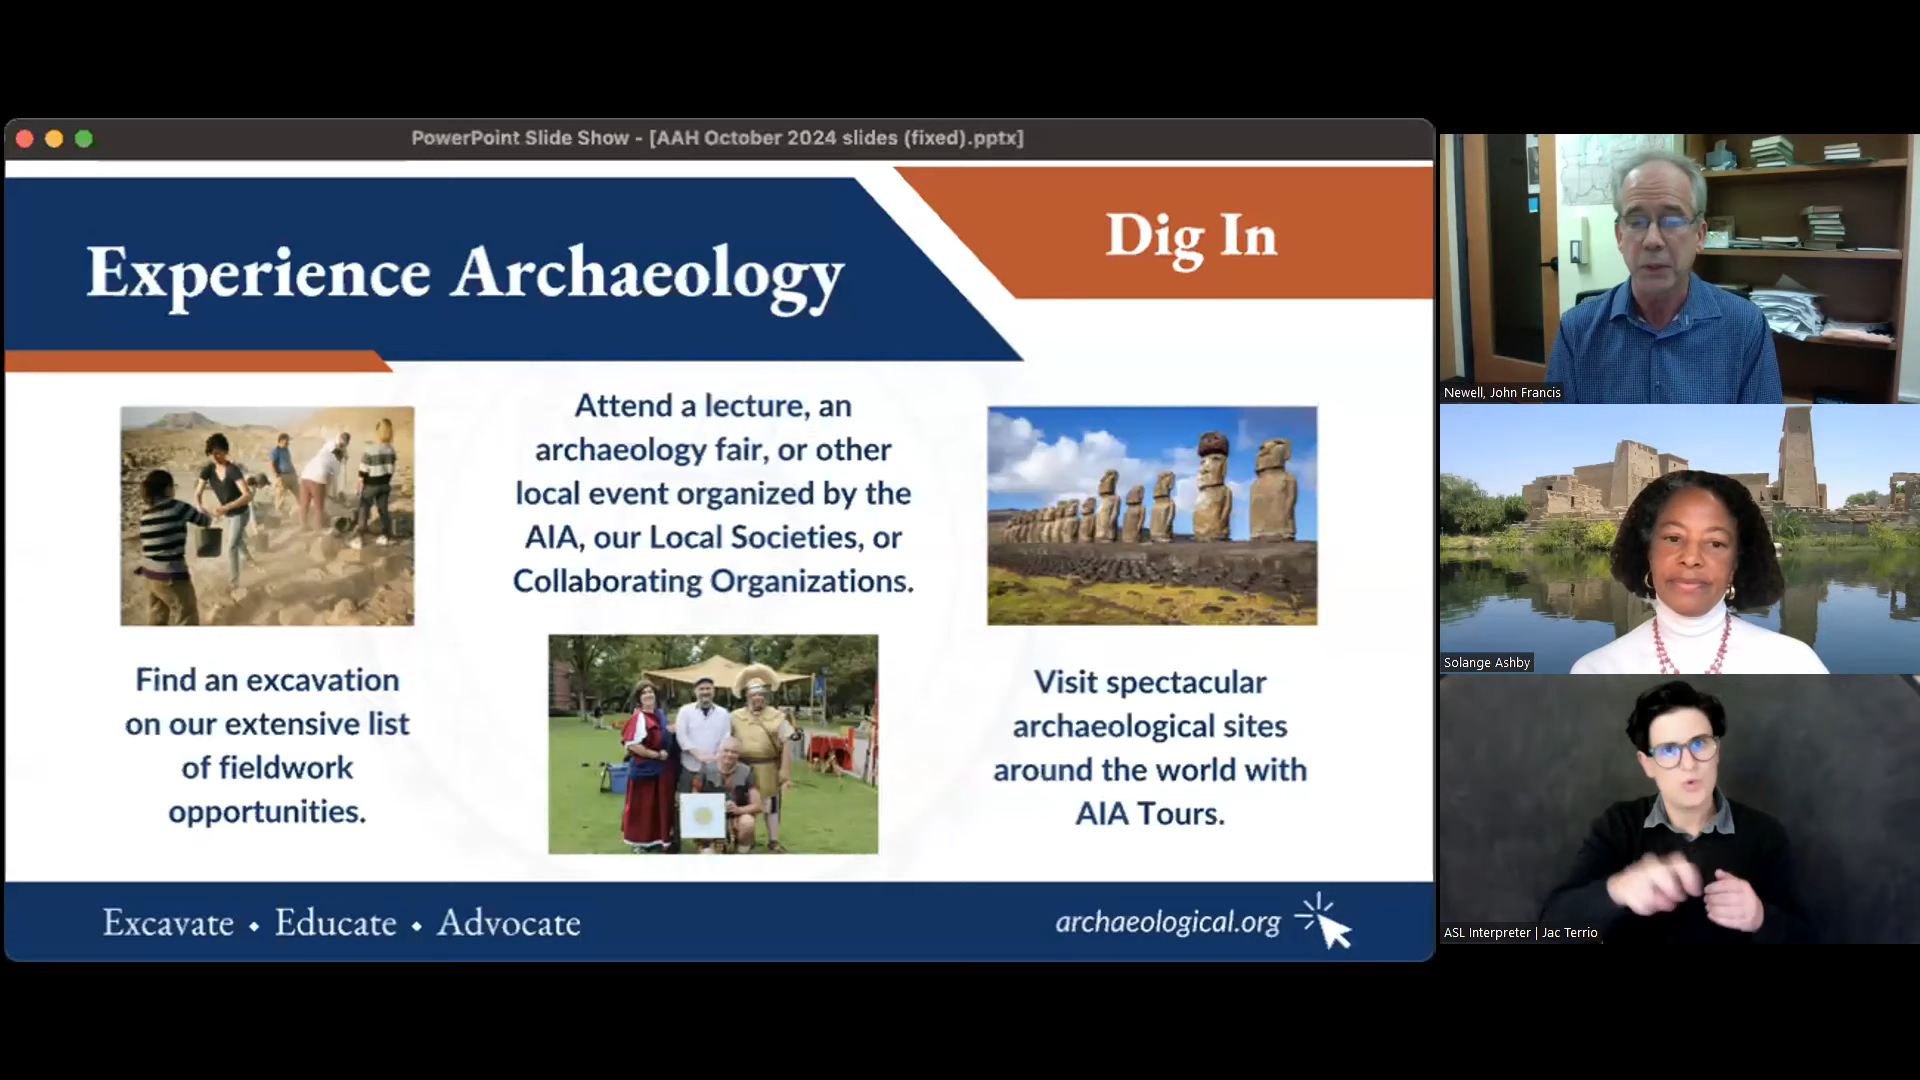 PowerPoint Slide Show - [AAH October 2024 slides (fixed).pptx]
Experience Archaeology
Dig In
Find an excavation
on our extensive list
of fieldwork
opportunities.
Attend a lecture, an
archaeology fair, or other
local event organized by the
AIA, our Local Societies, or
Collaborating Organizations.
Visit spectacular
archaeological sites
around the world with
AIA Tours.
Excavate • Educate • Advocate
archaeological.org
Newell, John Francis
Solange Ashby
ASL Interpreter | Jac Terrio